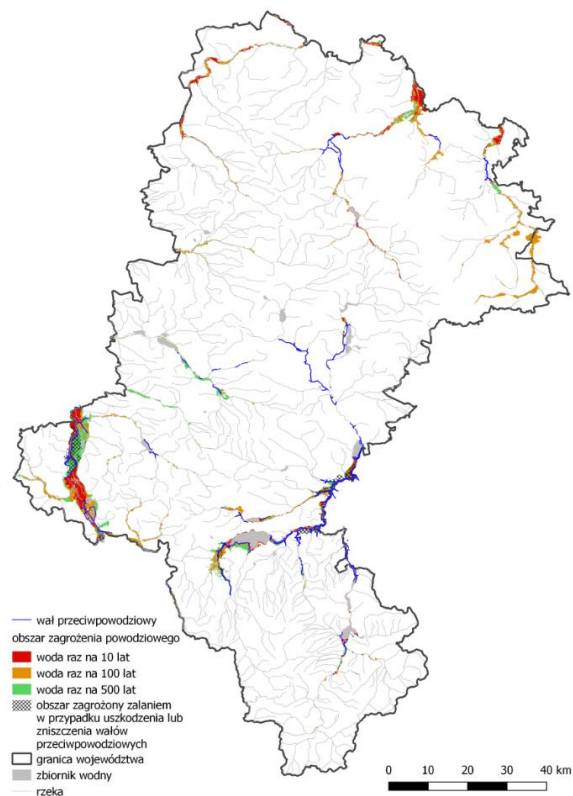 wał przeciwpowodziowy
obszar zagrożenia powodziowego
woda raz na 10 lat
woda raz na 100 lat
woda raz na 500 lat
obszar zagrożony zalaniem
w przypadku uszkodzenia lub
zniszczenia wałów
przeciwpowodziowych
granica województwa
zbiornik wodny
rzeka
0 10 20 30 40 km